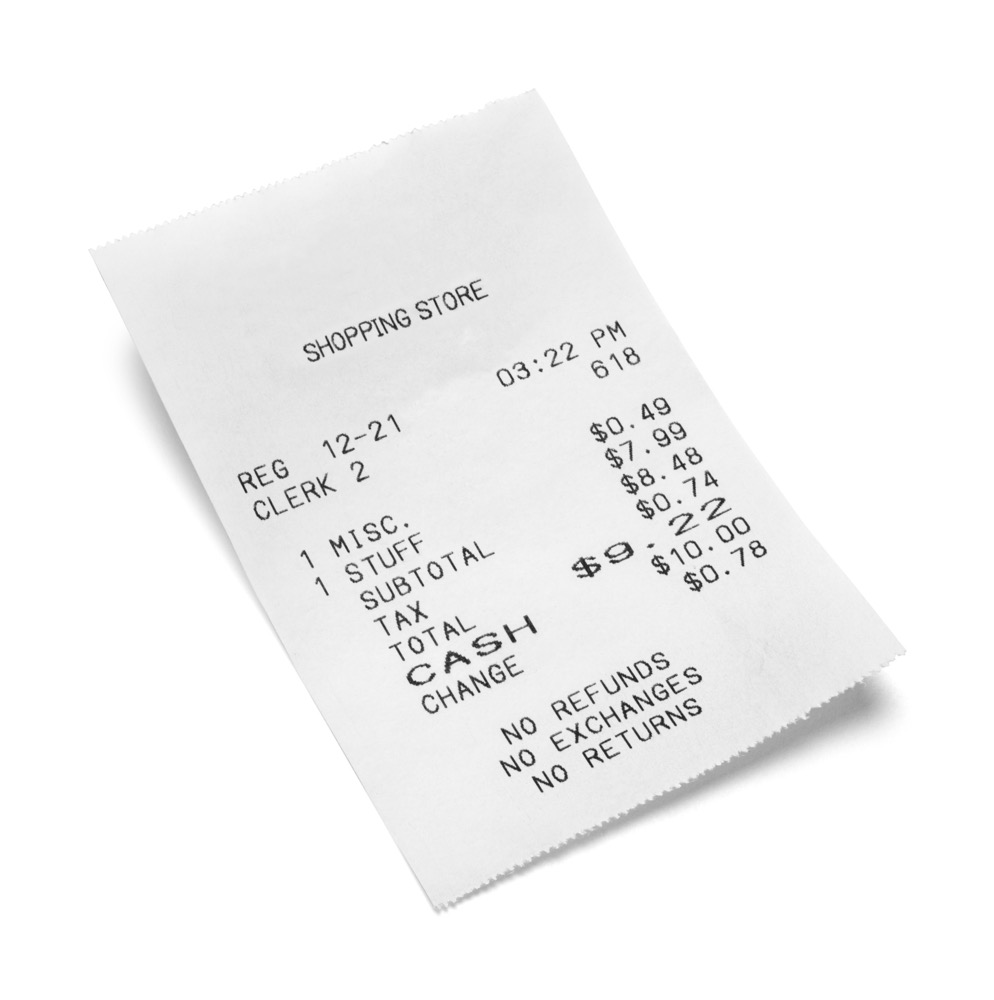 SHOPPING STORE
REG 12-21 03:22 PM
CLERK 2 618
1 MISC. $0.49
1 STUFF $7.99
SUBTOTAL $8.48
TAX $0.74
TOTAL $9.22
CASH $10.00
CHANGE $0.78
NO REFUNDS
NO EXCHANGES
NO RETURNS